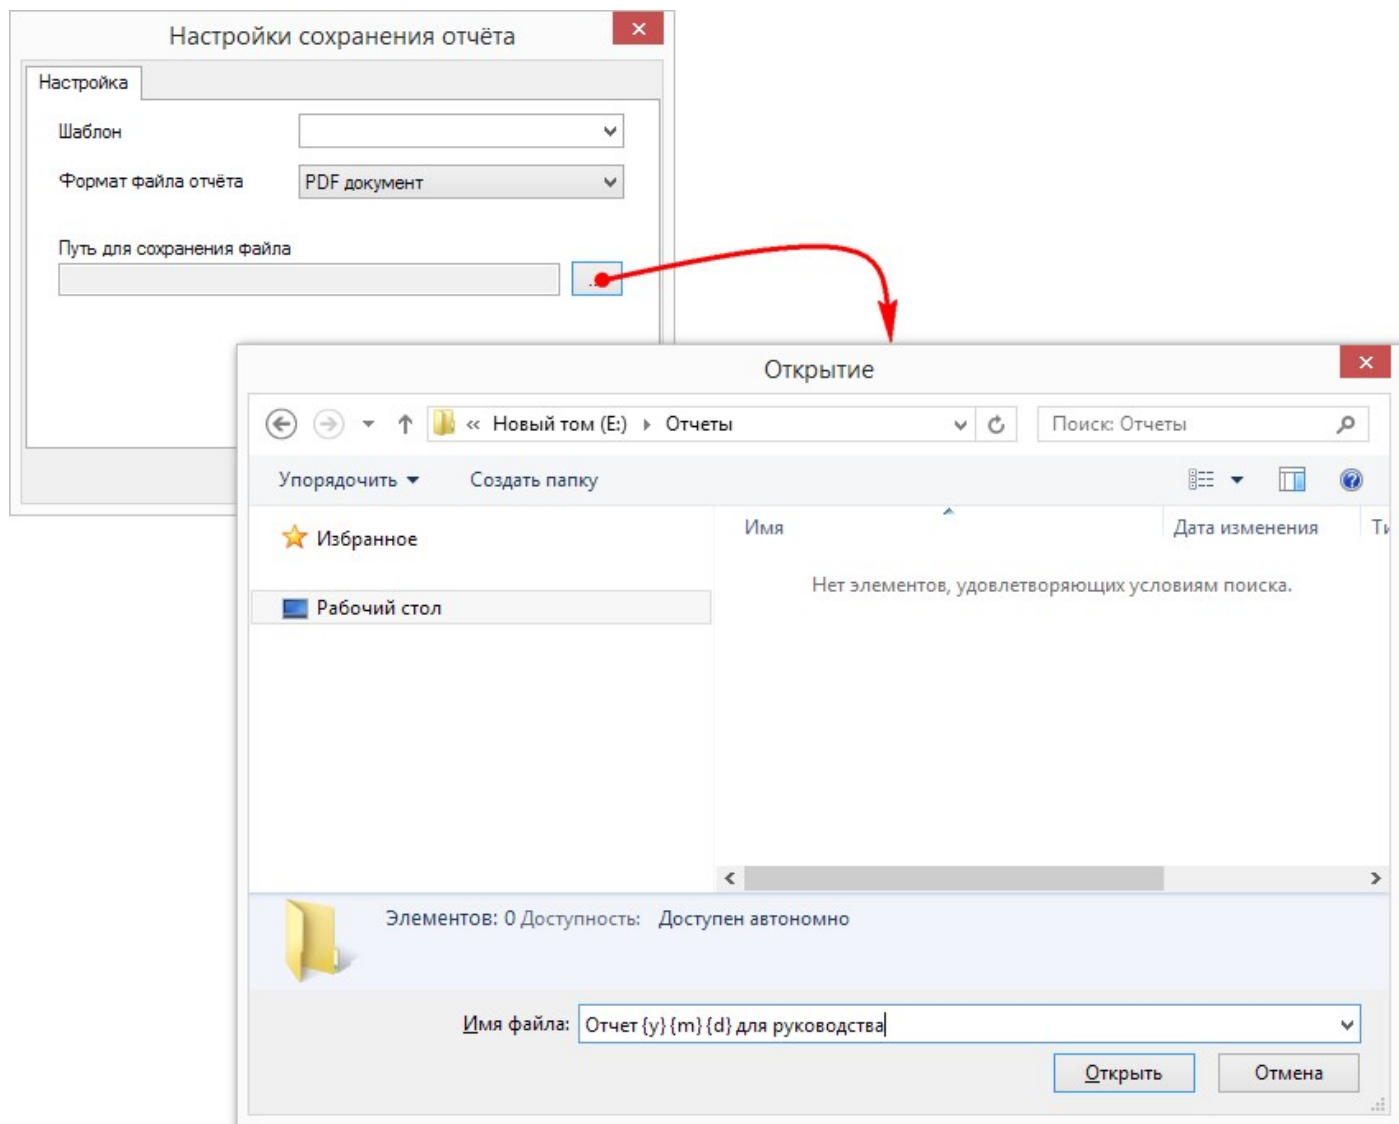 Настройки сохранения отчёта
Настройка
Шаблон
Формат файла отчёта PDF документ
Путь для сохранения файла
Открытие
« Новый том (E:) Отчеты Поиск: Отчеты
Упорядочить Создать папку
Избранное
Рабочий стол
Имя Дата изменения
Нет элементов, удовлетворяющих условиям поиска.
Элементов: 0 Доступность: Доступен автономно
Имя файла: Отчет {y} {m} {d} для руководства
Открыть Отмена